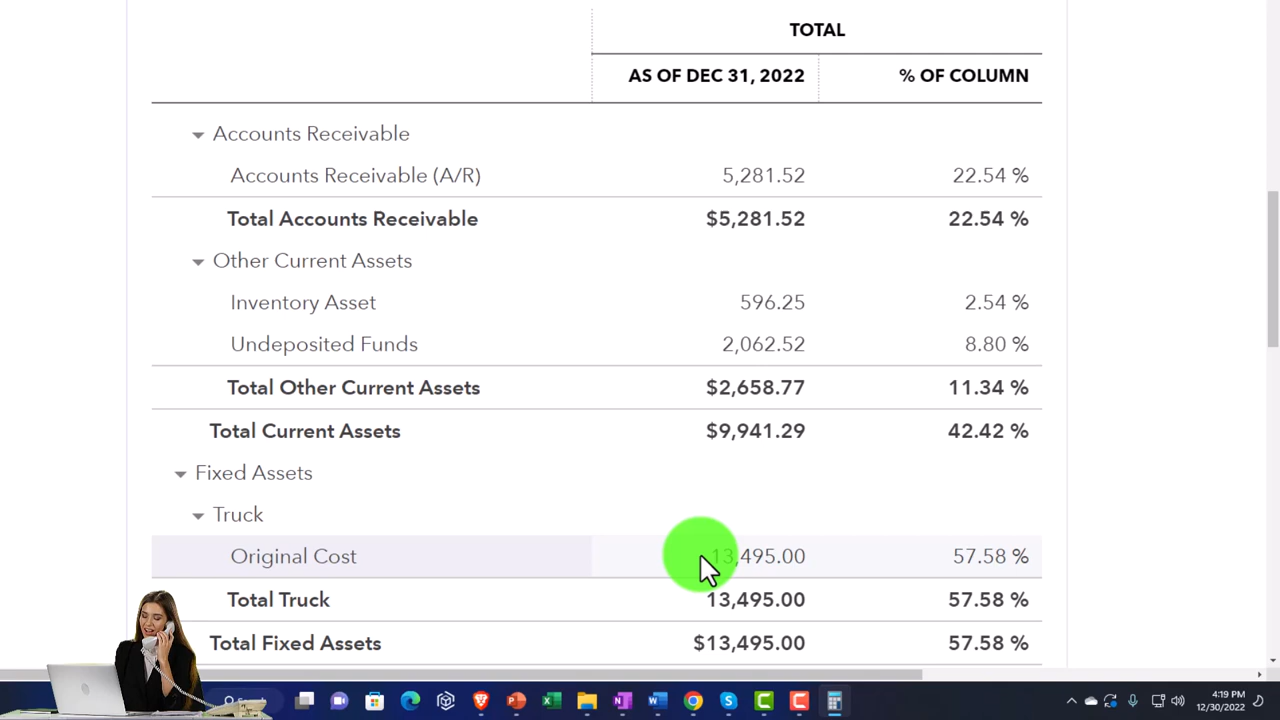 TOTAL
AS OF DEC 31, 2022 % OF COLUMN
Accounts Receivable
Accounts Receivable (A/R) 5,281.52 22.54 %
Total Accounts Receivable $5,281.52 22.54 %
Other Current Assets
Inventory Asset 596.25 2.54 %
Undeposited Funds 2,062.52 8.80 %
Total Other Current Assets $2,658.77 11.34 %
Total Current Assets $9,941.29 42.42 %
Fixed Assets
Truck
Original Cost 13,495.00 57.58 %
Total Truck 13,495.00 57.58 %
Total Fixed Assets $13,495.00 57.58 %
4:19 PM
12/30/2022